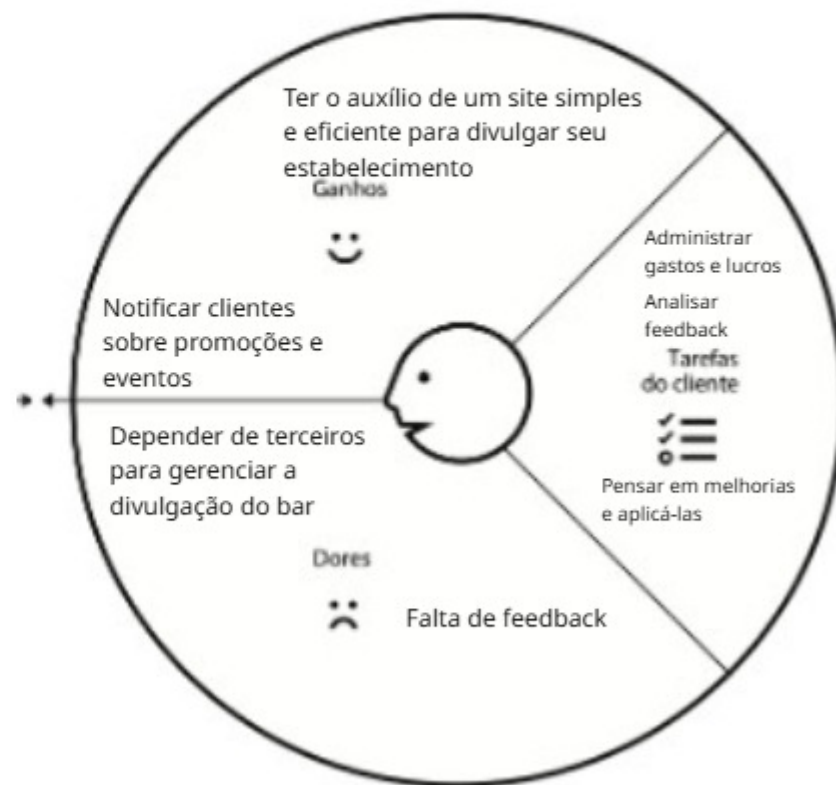 Ter o auxílio de um site simples
e eficiente para divulgar seu
estabelecimento
Ganhos
Notificar clientes
sobre promoções e
eventos
Administrar
gastos e lucros
Analisar
feedback
Tarefas
do cliente
Pensar em melhorias
e aplicá-las
Depender de terceiros
para gerenciar a
divulgação do bar
Dores
Falta de feedback